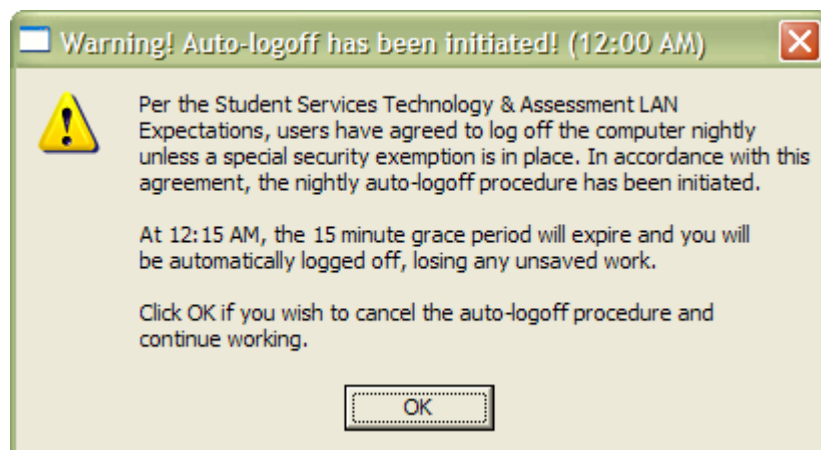 Warning! Auto-logoff has been initiated! (12:00 AM)
Per the Student Services Technology & Assessment LAN
Expectations, users have agreed to log off the computer nightly
unless a special security exemption is in place. In accordance with this
agreement, the nightly auto-logoff procedure has been initiated.
At 12:15 AM, the 15 minute grace period will expire and you will
be automatically logged off, losing any unsaved work.
Click OK if you wish to cancel the auto-logoff procedure and
continue working.
OK